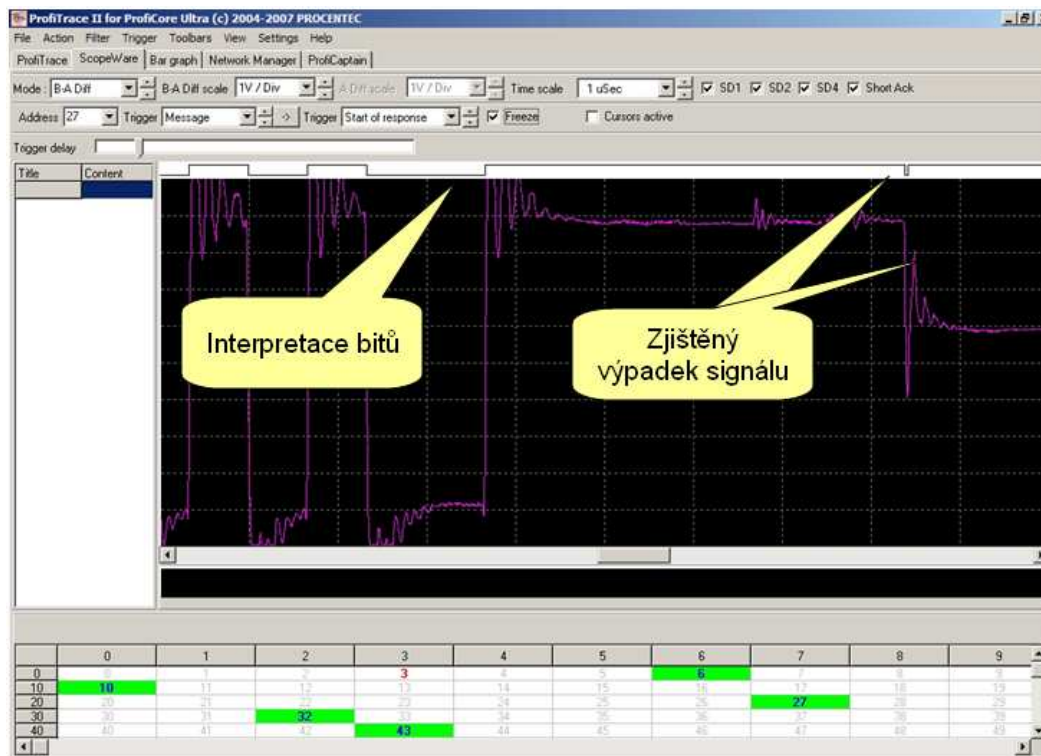 ProfiTrace II for ProfiCore Ultra (c) 2004-2007 PROCENTEC
File Action Filter Trigger Toolbars View Settings Help
ProfiTrace ScopeWare Bar graph Network Manager ProfiCaptain
Mode : B-A Diff B-A Diff scale 1V / Div A Diff scale 1V / Div Time scale 1 uSec SD1 SD2 SD4 Short Ack
Address 27 Trigger Message -> Trigger Start of response Freeze Cursors active
Trigger delay
Title Content
Interpretace bitů
Zjištěný
výpadek signálu
0 1 2 3 4 5 6 7 8 9
0 0 1 2 3 4 5 6 7 8 9
10 10 11 12 13 14 15 16 17 18 19
20 20 21 22 23 24 25 26 27 28 29
30 30 31 32 33 34 35 36 37 38 39
40 40 41 42 43 44 45 46 47 48 49